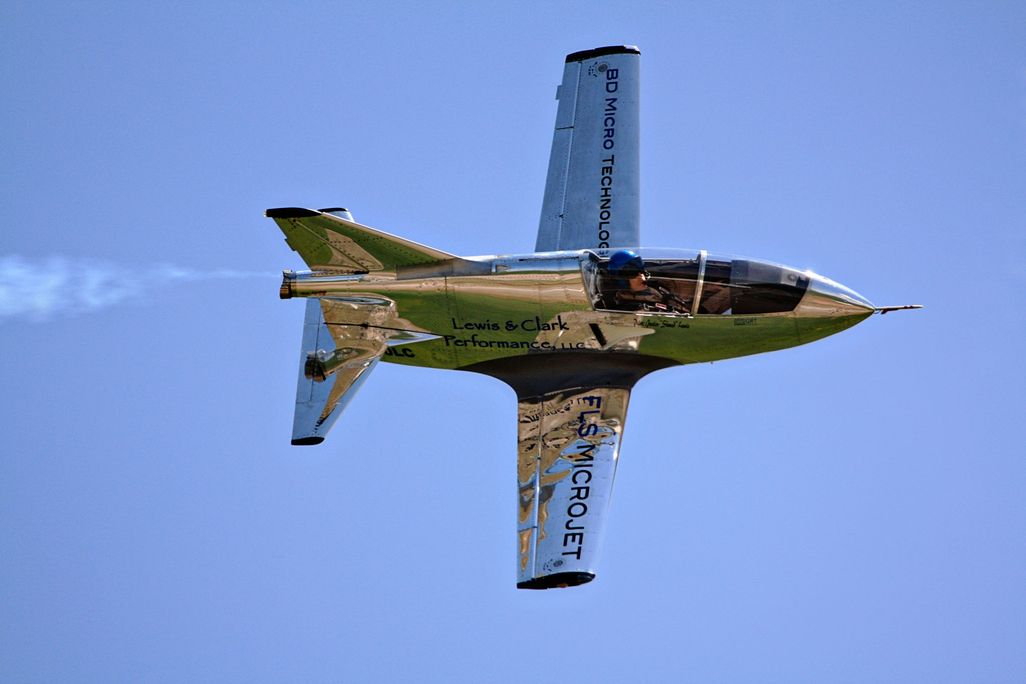 BD MICRO TECHNOLOG
Lewis & Clark
Performance, LLC
JLC
FLS MICROJET